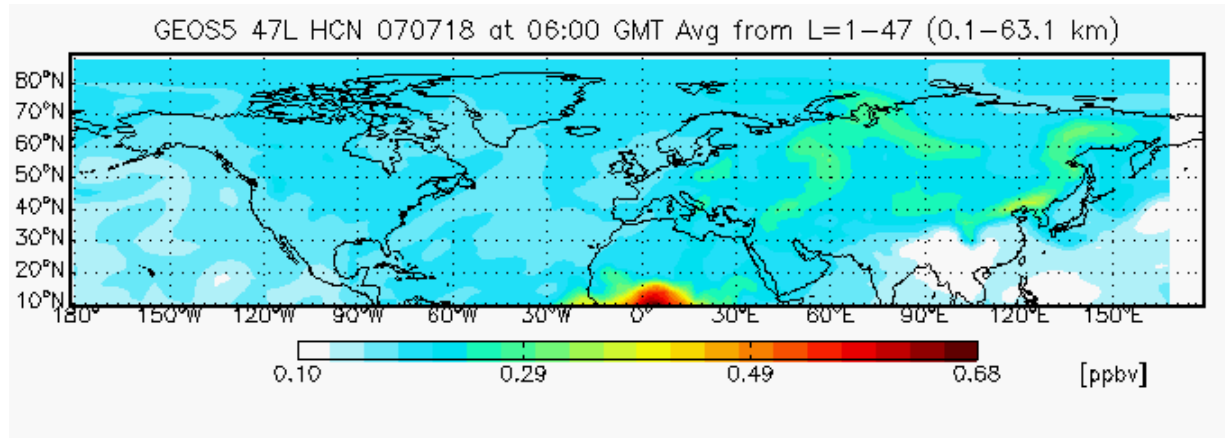 GEOS5 47L HCN 070718 at 06:00 GMT Avg from L=1-47 (0.1-63.1 km)
80°N
70°N
60°N
50°N
40°N
30°N
20°N
10°N
180° 150°W 120°W 90°W 60°W 30°W 0° 30°E 60°E 90°E 120°E 150°E
0.10 0.29 0.49 0.68 [ppbv]